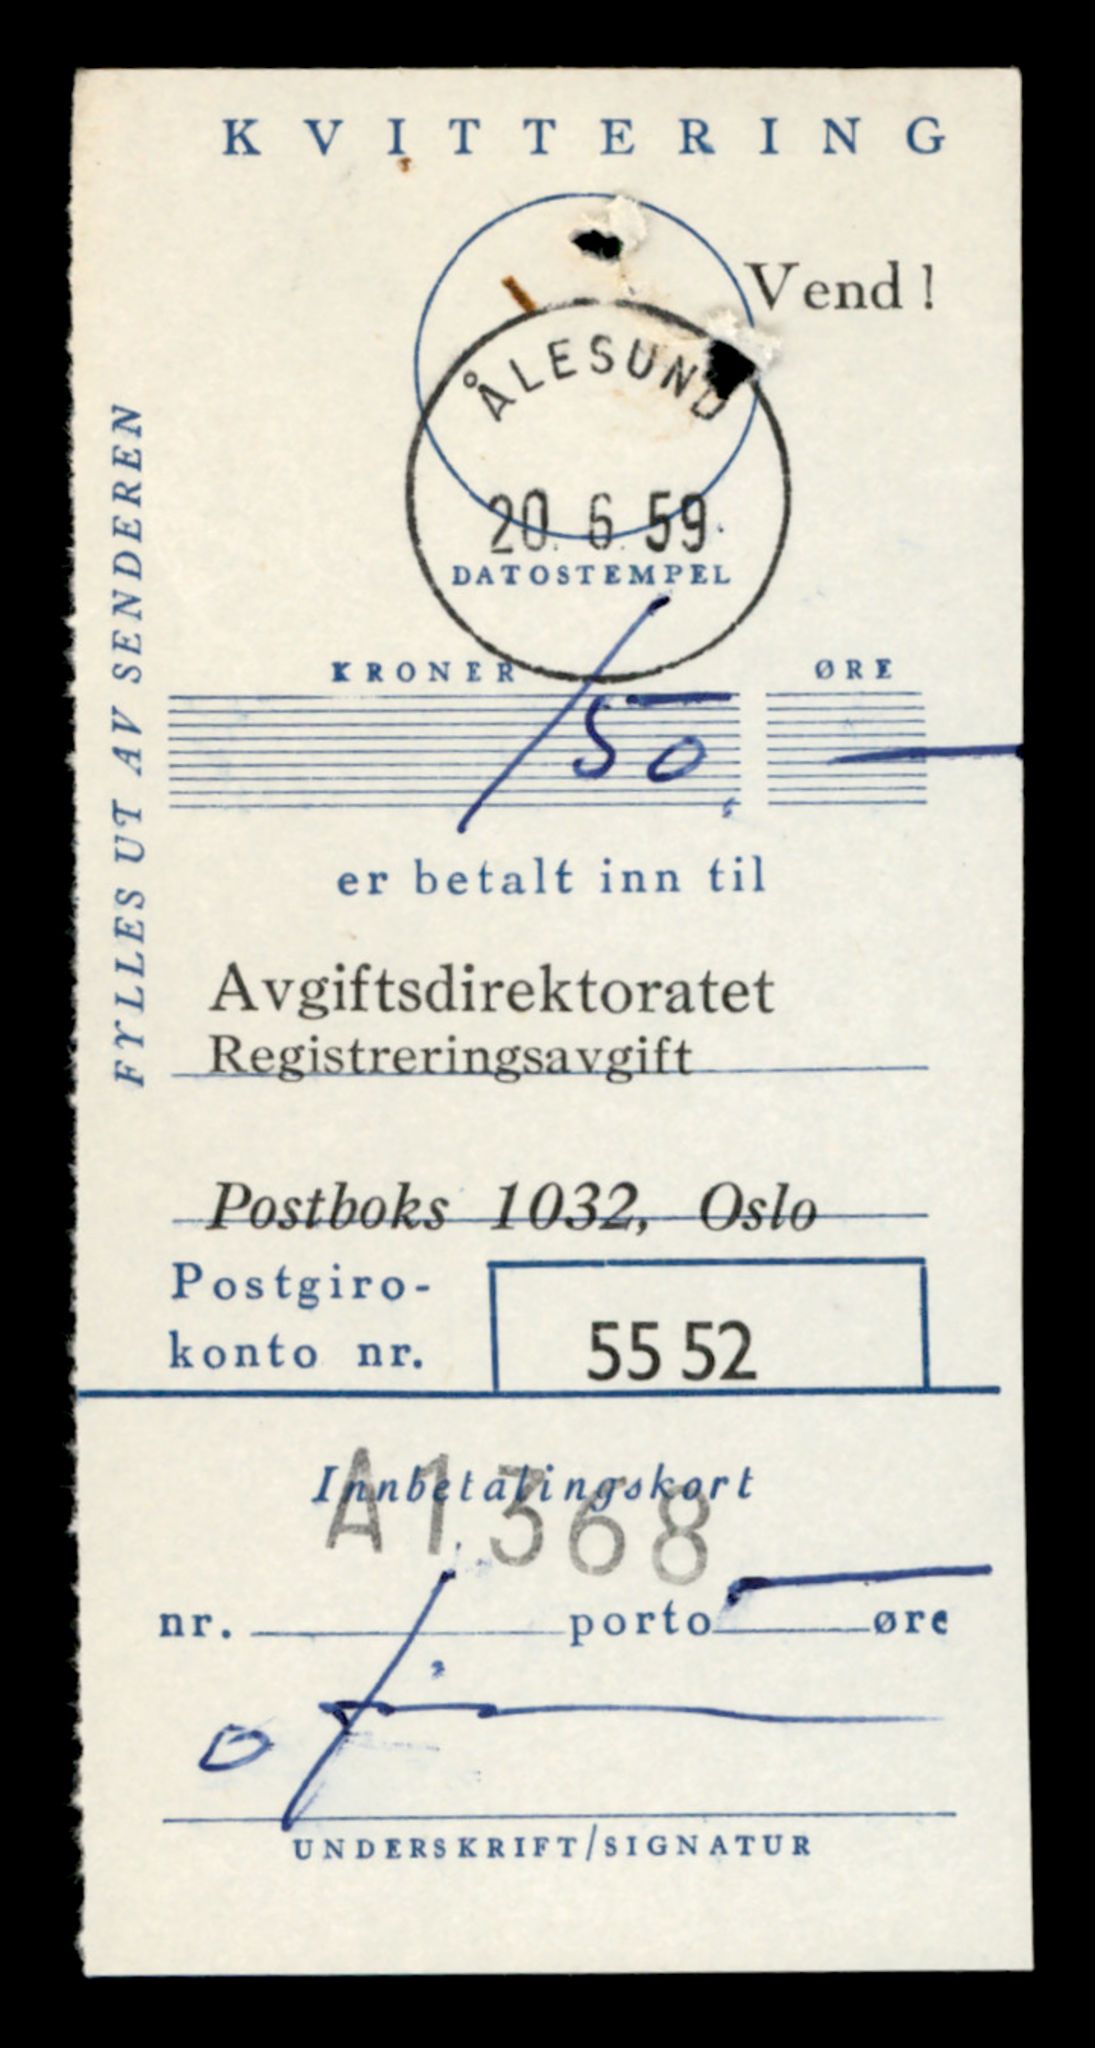 KVITTERING
Vend!
ÅLESUND
20. 6. 59.
DATOSTEMPEL
FYLLES UT AV SENDEREN
KRONER ØRE
/50. —
er betalt inn til
Avgiftsdirektoratet
Registreringsavgift
Postboks 1032, Oslo
Postgiro-
konto nr. 55 52
Innbetalingskort
A1368
nr. porto øre
UNDERSKRIFT/SIGNATUR